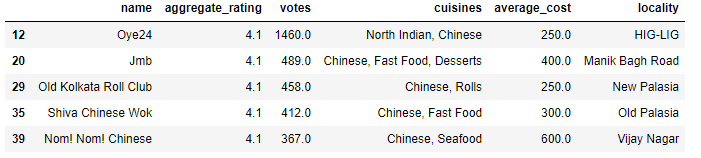 name aggregate_rating votes cuisines average_cost locality
12 Oye24 4.1 1460.0 North Indian, Chinese 250.0 HIG-LIG
20 Jmb 4.1 489.0 Chinese, Fast Food, Desserts 400.0 Manik Bagh Road
29 Old Kolkata Roll Club 4.1 458.0 Chinese, Rolls 250.0 New Palasia
35 Shiva Chinese Wok 4.1 412.0 Chinese, Fast Food 300.0 Old Palasia
39 Nom! Nom! Chinese 4.1 367.0 Chinese, Seafood 600.0 Vijay Nagar